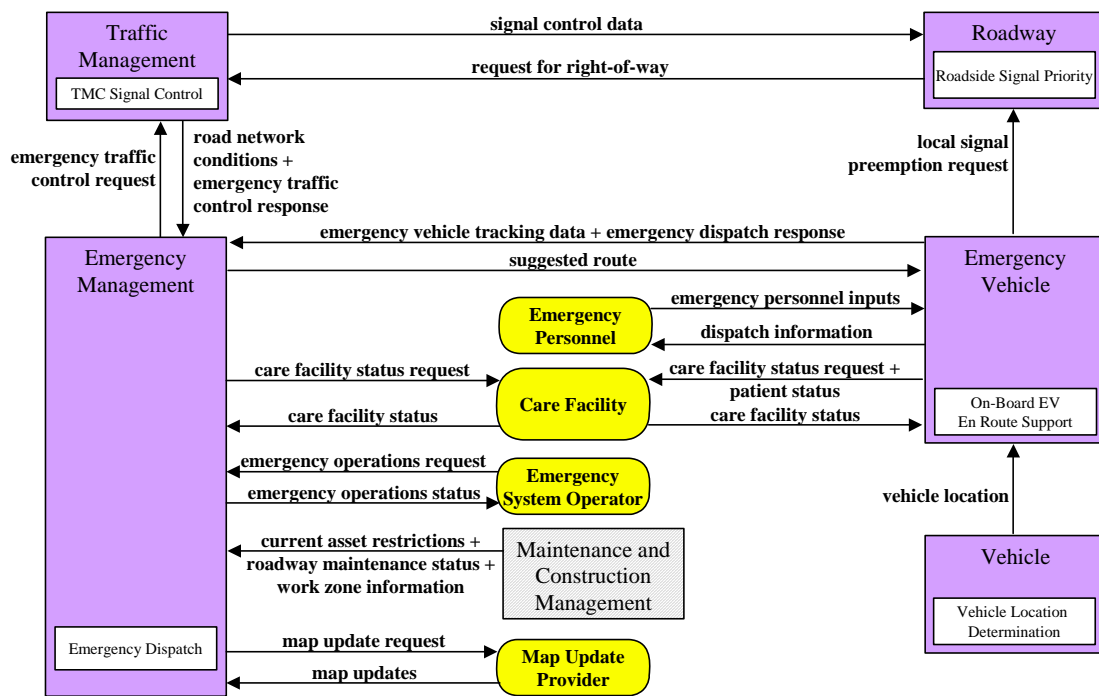 Traffic
Management
TMC Signal Control
signal control data
request for right-of-way
Roadway
Roadside Signal Priority
emergency traffic
control request
road network
conditions +
emergency traffic
control response
local signal
preemption request
Emergency
Management
emergency vehicle tracking data + emergency dispatch response
suggested route
Emergency
Vehicle
Emergency
Personnel
emergency personnel inputs
dispatch information
care facility status request
care facility status
Care Facility
care facility status request +
patient status
care facility status
On-Board EV
En Route Support
emergency operations request
emergency operations status
Emergency
System Operator
vehicle location
current asset restrictions +
roadway maintenance status +
work zone information
Maintenance and
Construction
Management
Vehicle
Vehicle Location
Determination
Emergency Dispatch
map update request
map updates
Map Update
Provider